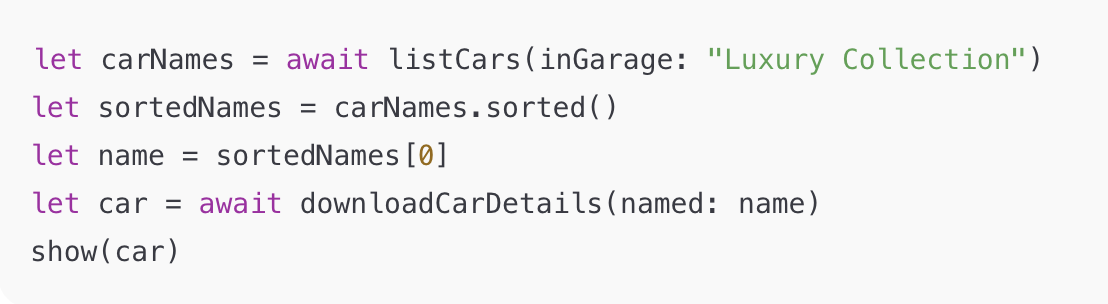 let carNames = await listCars(inGarage: "Luxury Collection")
let sortedNames = carNames.sorted()
let name = sortedNames[0]
let car = await downloadCarDetails(named: name)
show(car)